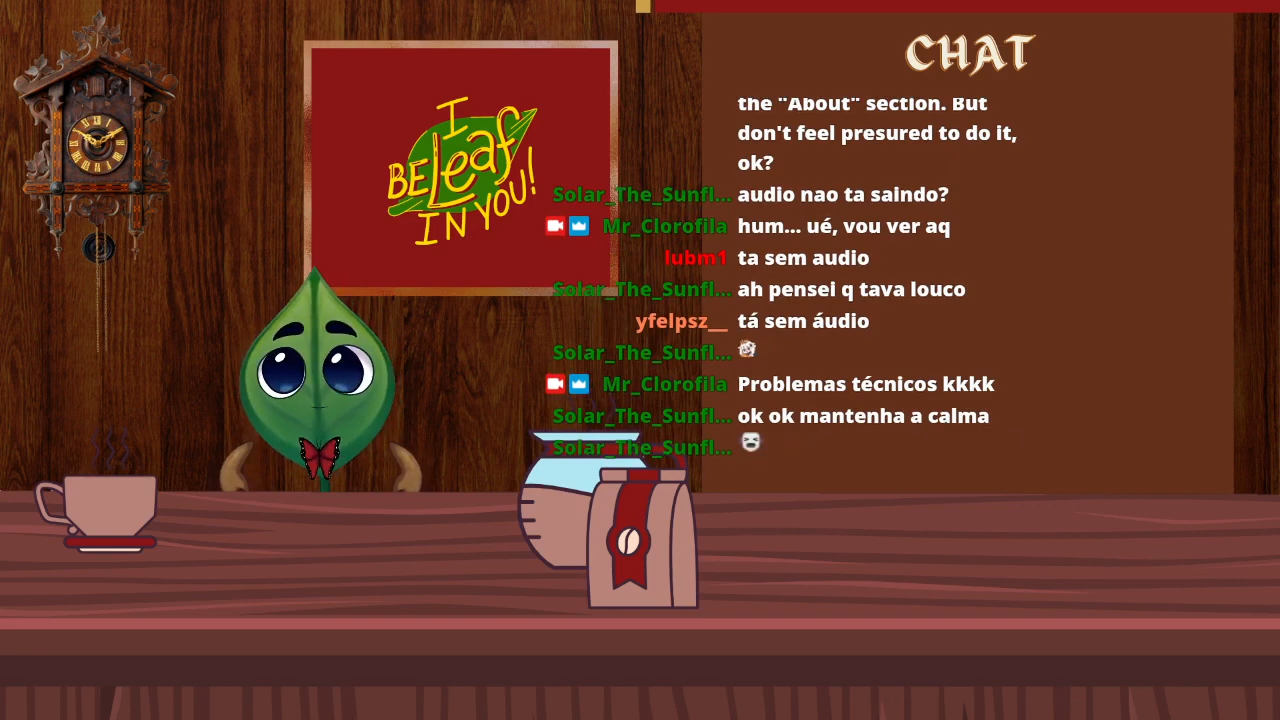 CHAT
I
BELeaf
IN YOU!
the "About" section. But
don't feel presured to do it,
ok?
Solar_The_Sunfl... audio nao ta saindo?
Mr_Clorofila hum... ué, vou ver aq
lubm1 ta sem audio
Solar_The_Sunfl... ah pensei q tava louco
yfelpsz__ tá sem áudio
Solar_The_Sunfl...
Mr_Clorofila Problemas técnicos kkkk
Solar_The_Sunfl... ok ok mantenha a calma
Solar_The_Sunfl...